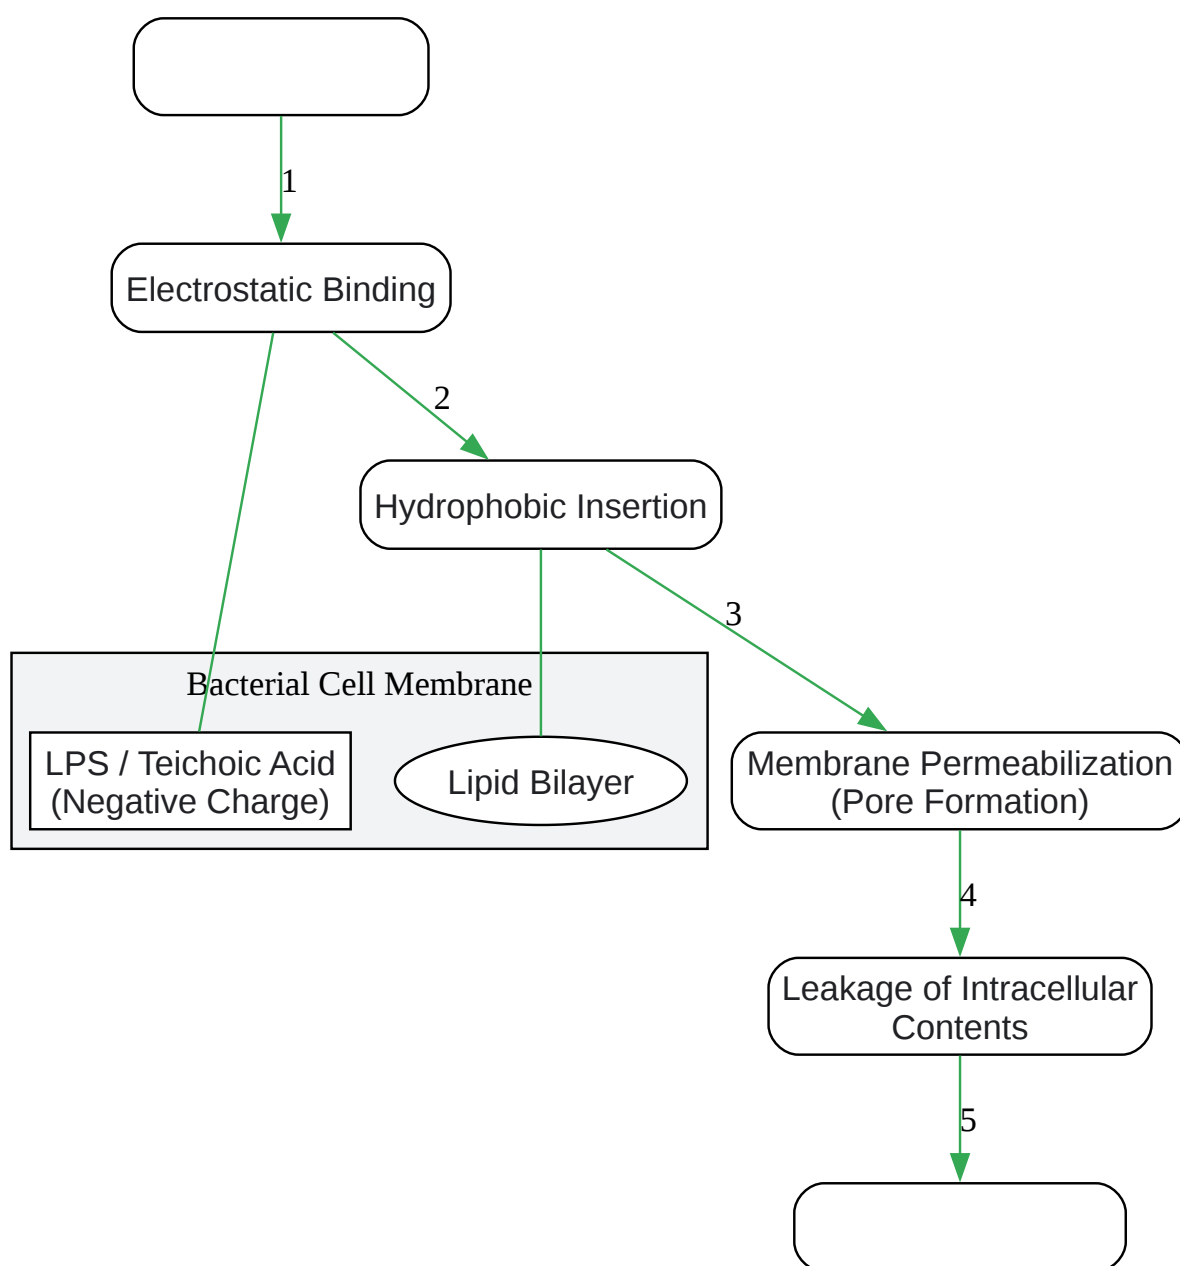 1
Electrostatic Binding
2
Hydrophobic Insertion
3
Bacterial Cell Membrane
LPS / Teichoic Acid
(Negative Charge)
Lipid Bilayer
Membrane Permeabilization
(Pore Formation)
4
Leakage of Intracellular
Contents
5